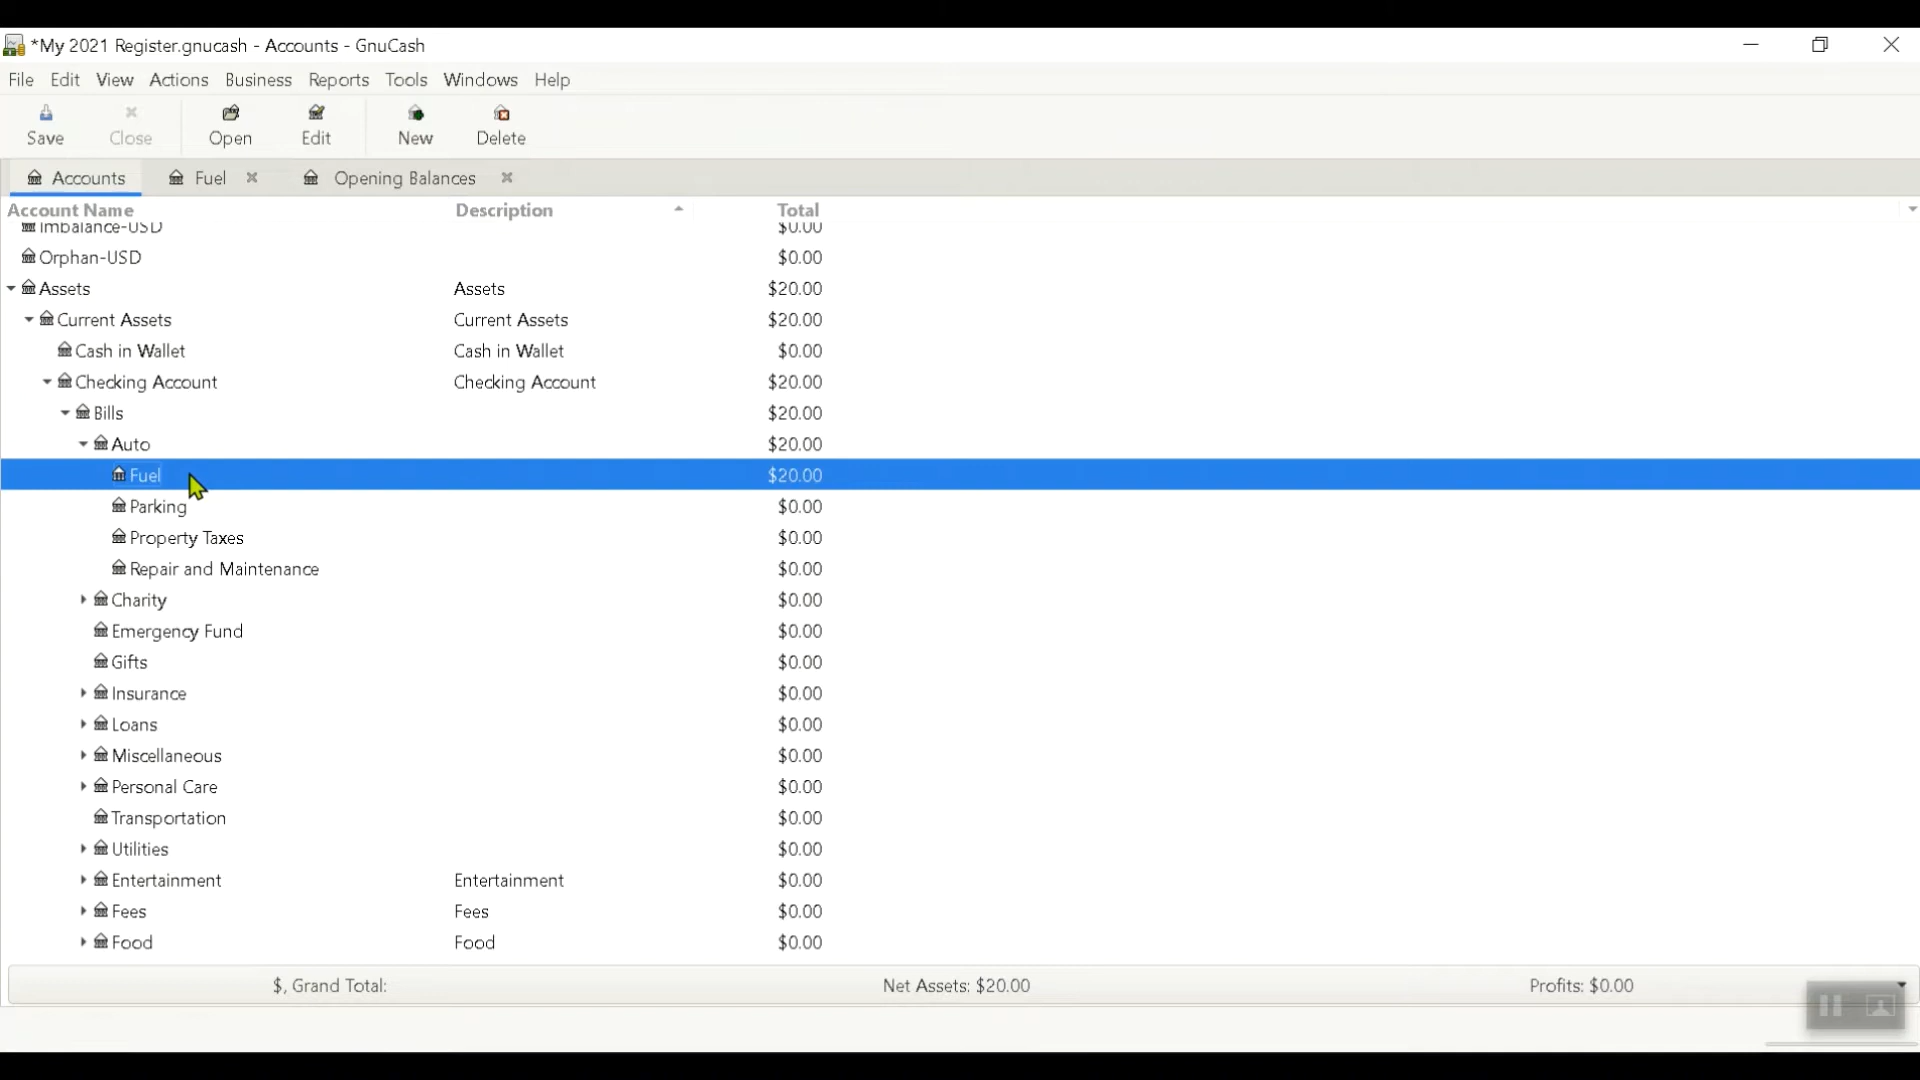 *My 2021 Register.gnucash - Accounts - GnuCash
File Edit View Actions Business Reports Tools Windows Help
Save Close Open Edit New Delete
Accounts Fuel Opening Balances
Account Name Description Total
Imbalance-USD $0.00
Orphan-USD $0.00
Assets Assets $20.00
Current Assets Current Assets $20.00
Cash in Wallet Cash in Wallet $0.00
Checking Account Checking Account $20.00
Bills $20.00
Auto $20.00
Fuel $20.00
Parking $0.00
Property Taxes $0.00
Repair and Maintenance $0.00
Charity $0.00
Emergency Fund $0.00
Gifts $0.00
Insurance $0.00
Loans $0.00
Miscellaneous $0.00
Personal Care $0.00
Transportation $0.00
Utilities $0.00
Entertainment Entertainment $0.00
Fees Fees $0.00
Food Food $0.00
$, Grand Total: Net Assets: $20.00 Profits: $0.00